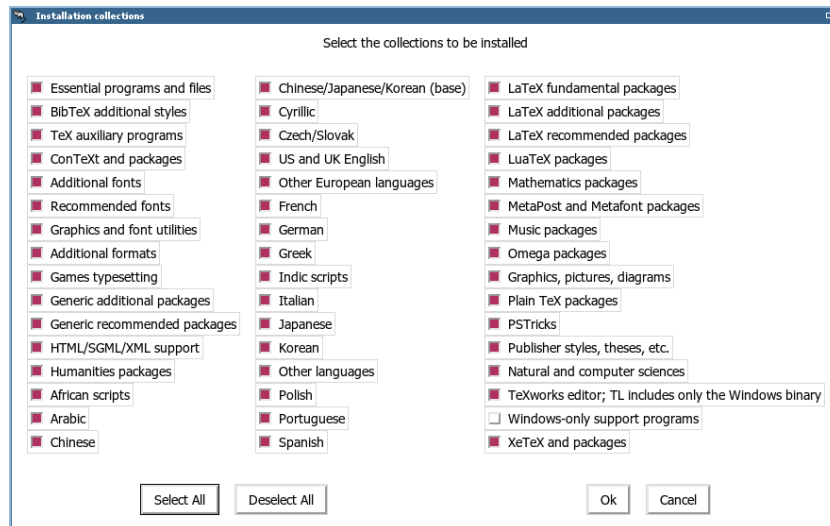 Installation collections
Select the collections to be installed
Essential programs and files
BibTeX additional styles
TeX auxiliary programs
ConTeXt and packages
Additional fonts
Recommended fonts
Graphics and font utilities
Additional formats
Games typesetting
Generic additional packages
Generic recommended packages
HTML/SGML/XML support
Humanities packages
African scripts
Arabic
Chinese
Chinese/Japanese/Korean (base)
Cyrillic
Czech/Slovak
US and UK English
Other European languages
French
German
Greek
Indic scripts
Italian
Japanese
Korean
Other languages
Polish
Portuguese
Spanish
LaTeX fundamental packages
LaTeX additional packages
LaTeX recommended packages
LuaTeX packages
Mathematics packages
MetaPost and Metafont packages
Music packages
Omega packages
Graphics, pictures, diagrams
Plain TeX packages
PSTricks
Publisher styles, theses, etc.
Natural and computer sciences
TeXworks editor; TL includes only the Windows binary
Windows-only support programs
XeTeX and packages
Select All
Deselect All
Ok
Cancel